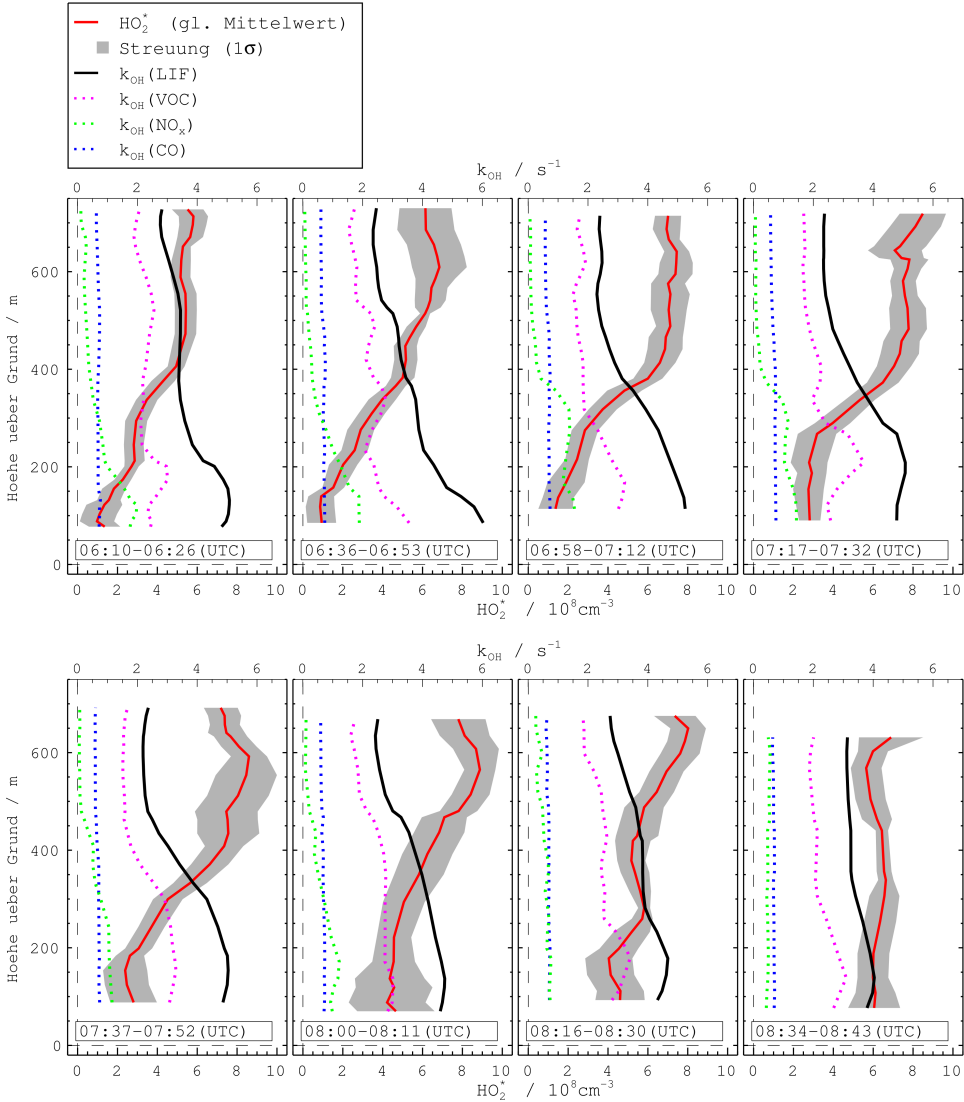 HO₂* (gl. Mittelwert)
Streuung (1σ)
k_OH(LIF)
k_OH(VOC)
k_OH(NOₓ)
k_OH(CO)
k_OH / s⁻¹
0 2 4 6 0 2 4 6 0 2 4 6 0 2 4 6
Hoehe ueber Grund / m
600
400
200
0
06:10-06:26(UTC) 06:36-06:53(UTC) 06:58-07:12(UTC) 07:17-07:32(UTC)
0 2 4 6 8 10 0 2 4 6 8 10 0 2 4 6 8 10 0 2 4 6 8 10
HO₂* / 10⁸cm⁻³
k_OH / s⁻¹
0 2 4 6 0 2 4 6 0 2 4 6 0 2 4 6
Hoehe ueber Grund / m
600
400
200
0
07:37-07:52(UTC) 08:00-08:11(UTC) 08:16-08:30(UTC) 08:34-08:43(UTC)
0 2 4 6 8 10 0 2 4 6 8 10 0 2 4 6 8 10 0 2 4 6 8 10
HO₂* / 10⁸cm⁻³